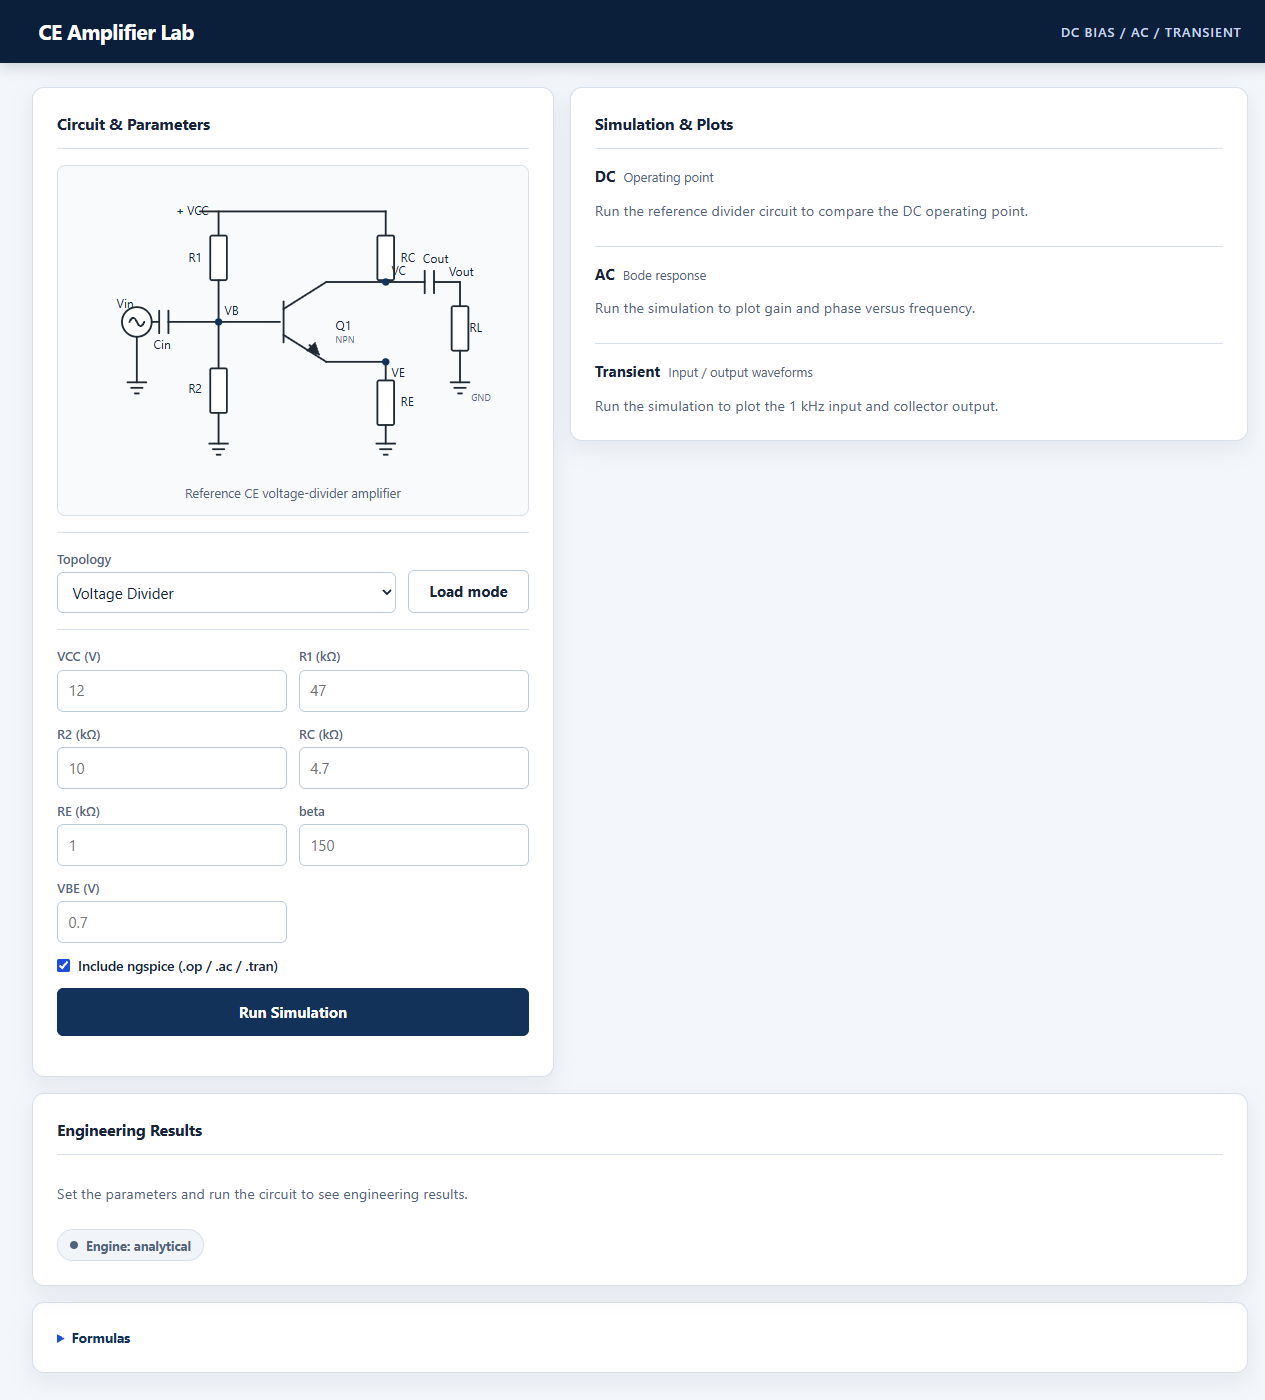 CE Amplifier Lab
DC BIAS / AC / TRANSIENT
Circuit & Parameters
+ VCC
R1
RC
Cout
VC
Vout
Vin
VB
Cin
Q1
NPN
RL
VE
R2
RE
GND
Reference CE voltage-divider amplifier
Topology
Voltage Divider
Load mode
VCC (V)
R1 (kΩ)
12
47
R2 (kΩ)
RC (kΩ)
10
4.7
RE (kΩ)
beta
1
150
VBE (V)
0.7
Include ngspice (.op / .ac / .tran)
Run Simulation
Simulation & Plots
DC Operating point
Run the reference divider circuit to compare the DC operating point.
AC Bode response
Run the simulation to plot gain and phase versus frequency.
Transient Input / output waveforms
Run the simulation to plot the 1 kHz input and collector output.
Engineering Results
Set the parameters and run the circuit to see engineering results.
Engine: analytical
Formulas